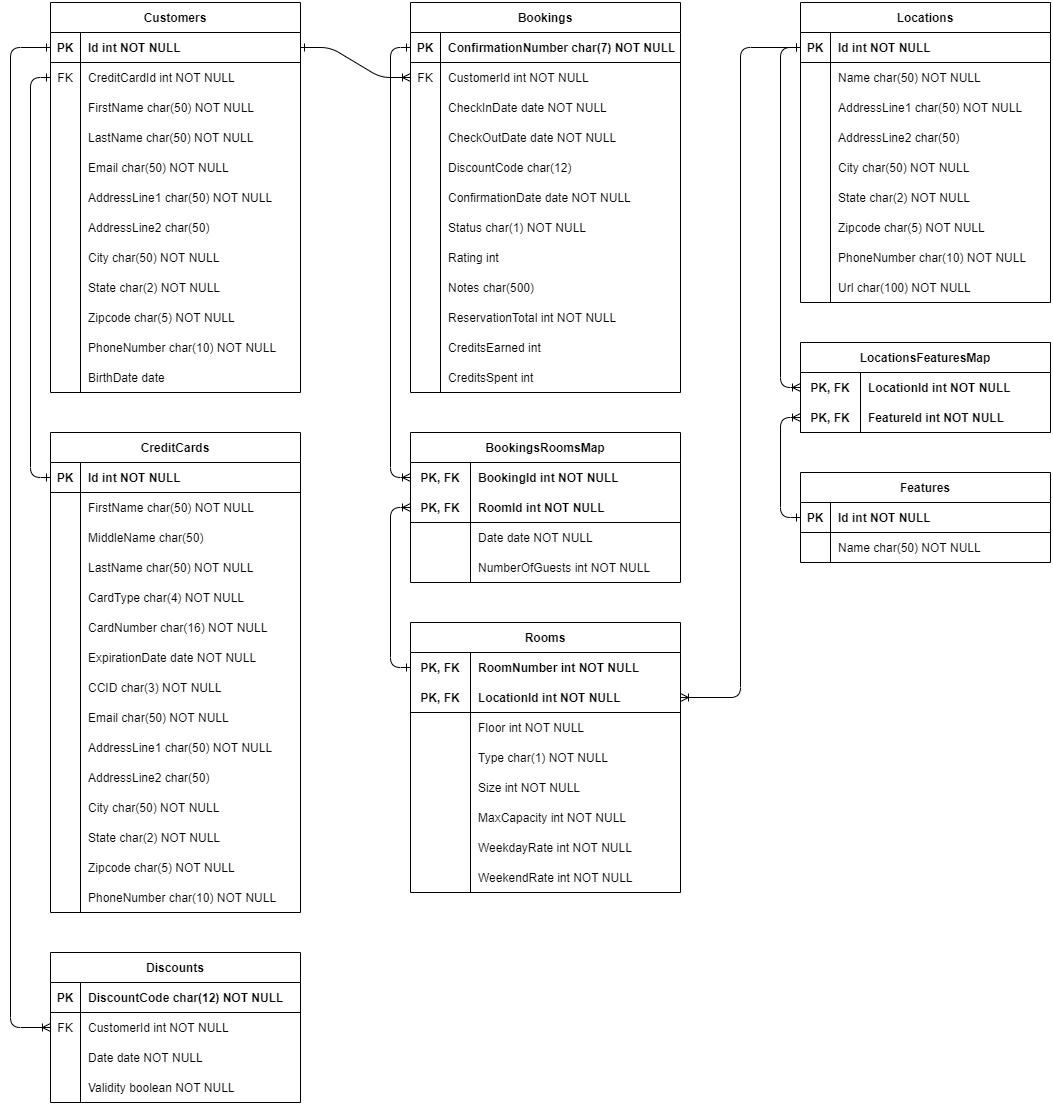 Customers
PK Id int NOT NULL
FK CreditCardId int NOT NULL
FirstName char(50) NOT NULL
LastName char(50) NOT NULL
Email char(50) NOT NULL
AddressLine1 char(50) NOT NULL
AddressLine2 char(50)
City char(50) NOT NULL
State char(2) NOT NULL
Zipcode char(5) NOT NULL
PhoneNumber char(10) NOT NULL
BirthDate date
CreditCards
PK Id int NOT NULL
FirstName char(50) NOT NULL
MiddleName char(50)
LastName char(50) NOT NULL
CardType char(4) NOT NULL
CardNumber char(16) NOT NULL
ExpirationDate date NOT NULL
CCID char(3) NOT NULL
Email char(50) NOT NULL
AddressLine1 char(50) NOT NULL
AddressLine2 char(50)
City char(50) NOT NULL
State char(2) NOT NULL
Zipcode char(5) NOT NULL
PhoneNumber char(10) NOT NULL
Discounts
PK DiscountCode char(12) NOT NULL
FK CustomerId int NOT NULL
Date date NOT NULL
Validity boolean NOT NULL
Bookings
PK ConfirmationNumber char(7) NOT NULL
FK CustomerId int NOT NULL
CheckInDate date NOT NULL
CheckOutDate date NOT NULL
DiscountCode char(12)
ConfirmationDate date NOT NULL
Status char(1) NOT NULL
Rating int
Notes char(500)
ReservationTotal int NOT NULL
CreditsEarned int
CreditsSpent int
BookingsRoomsMap
PK, FK BookingId int NOT NULL
PK, FK RoomId int NOT NULL
Date date NOT NULL
NumberOfGuests int NOT NULL
Rooms
PK, FK RoomNumber int NOT NULL
PK, FK LocationId int NOT NULL
Floor int NOT NULL
Type char(1) NOT NULL
Size int NOT NULL
MaxCapacity int NOT NULL
WeekdayRate int NOT NULL
WeekendRate int NOT NULL
Locations
PK Id int NOT NULL
Name char(50) NOT NULL
AddressLine1 char(50) NOT NULL
AddressLine2 char(50)
City char(50) NOT NULL
State char(2) NOT NULL
Zipcode char(5) NOT NULL
PhoneNumber char(10) NOT NULL
Url char(100) NOT NULL
LocationsFeaturesMap
PK, FK LocationId int NOT NULL
PK, FK FeatureId int NOT NULL
Features
PK Id int NOT NULL
Name char(50) NOT NULL